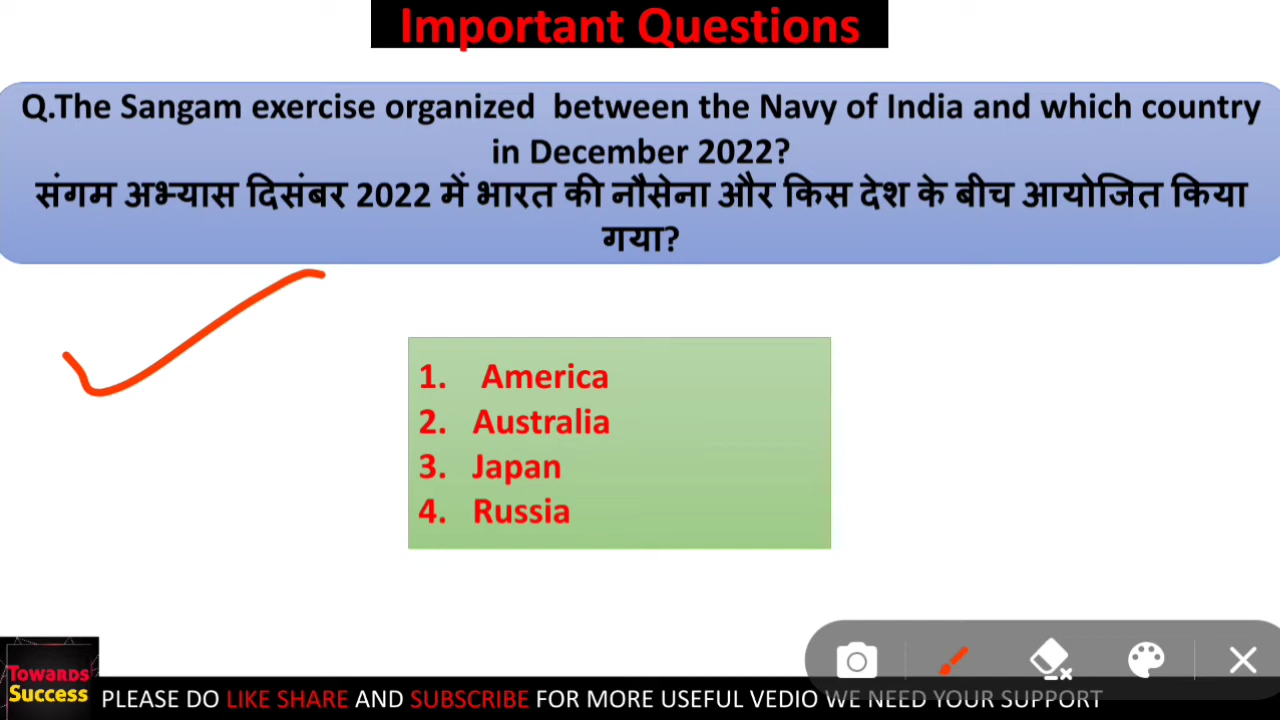 Important Questions
Q.The Sangam exercise organized between the Navy of India and which country
in December 2022?
संगम अभ्यास दिसंबर 2022 में भारत की नौसेना और किस देश के बीच आयोजित किया
गया?
1. America
2. Australia
3. Japan
4. Russia
Towards
Success
PLEASE DO LIKE SHARE AND SUBSCRIBE FOR MORE USEFUL VEDIO WE NEED YOUR SUPPORT